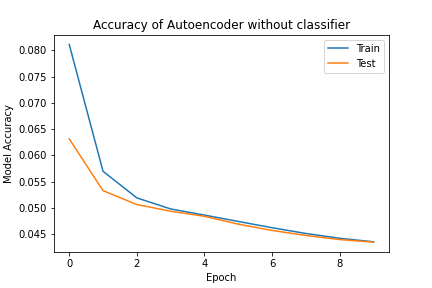 Accuracy of Autoencoder without classifier
Train
Test
0.080
0.075
0.070
0.065
0.060
0.055
0.050
0.045
Model Accuracy
0 2 4 6 8
Epoch